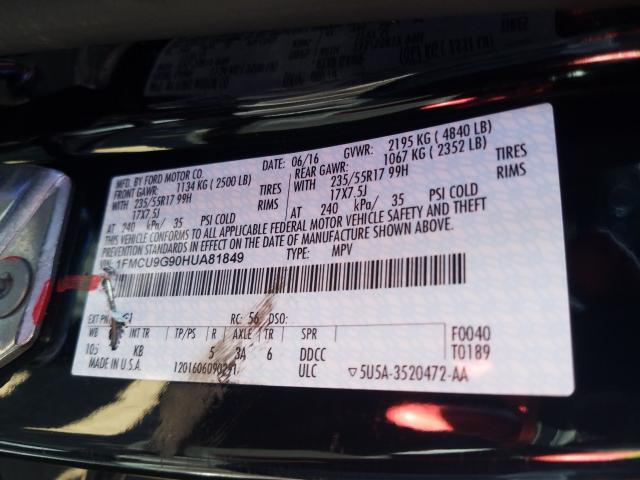 MFD. BY FORD MOTOR CO.
DATE: 06/16 GVWR: 2195 KG ( 4840 LB)
FRONT GAWR: 1134 KG ( 2500 LB)
REAR GAWR: 1067 KG ( 2352 LB)
WITH 235/55R17 99H TIRES
WITH 235/55R17 99H TIRES
17X7.5J RIMS
17X7.5J RIMS
AT 240 kPa/ 35 PSI COLD
AT 240 kPa/ 35 PSI COLD
THIS VEHICLE CONFORMS TO ALL APPLICABLE FEDERAL MOTOR VEHICLE SAFETY AND THEFT
PREVENTION STANDARDS IN EFFECT ON THE DATE OF MANUFACTURE SHOWN ABOVE.
VIN: 1FMCU9G90HUA81849 TYPE: MPV
EXT PNT: RC: 56 DSO:
WB INT TR TP/PS R AXLE TR SPR F0040
KB 5 3A 6 DDCC T0189
MADE IN U.S.A. ULC
▽5U5A-3520472-AA